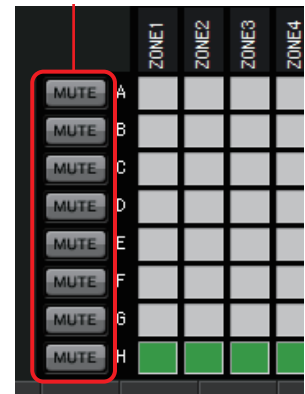 ZONE1 ZONE2 ZONE3 ZONE4
MUTE A
MUTE B
MUTE C
MUTE D
MUTE E
MUTE F
MUTE G
MUTE H